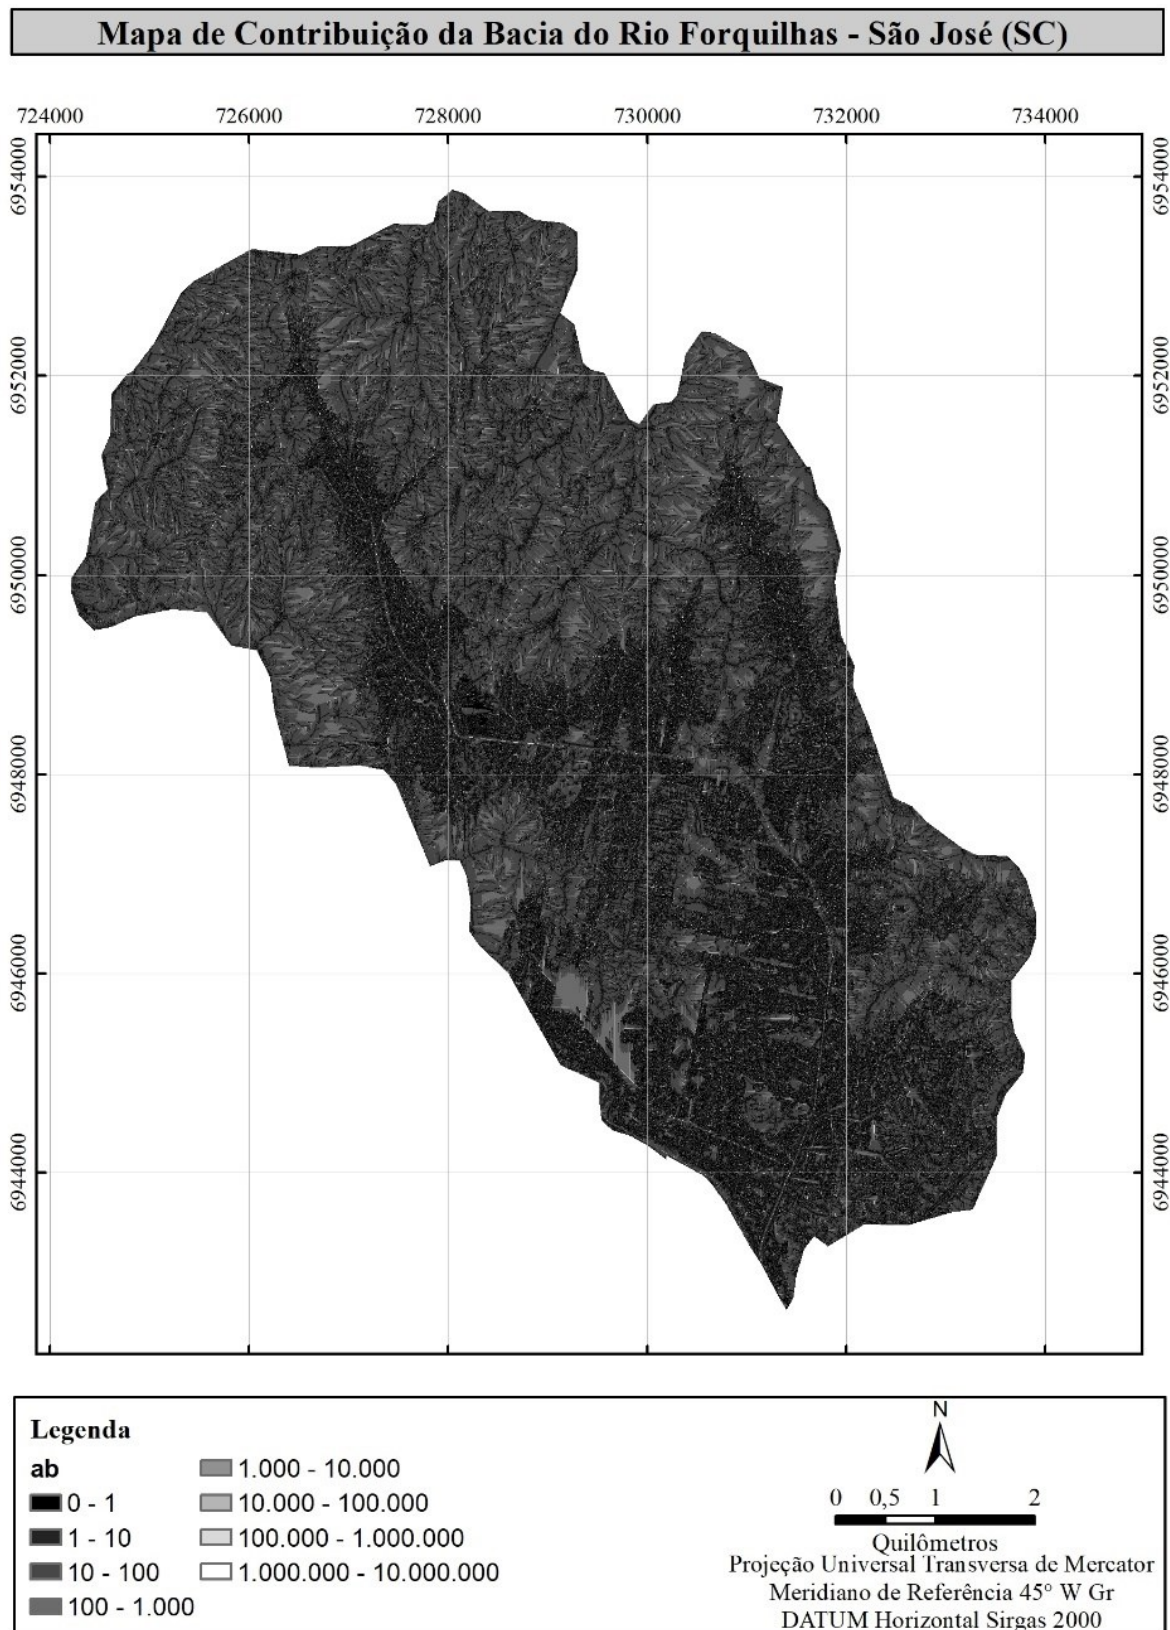 Mapa de Contribuição da Bacia do Rio Forquilhas - São José (SC)
724000 726000 728000 730000 732000 734000
6954000 6954000
6952000 6952000
6950000 6950000
6948000 6948000
6946000 6946000
6944000 6944000
Legenda
ab
0 - 1
1 - 10
10 - 100
100 - 1.000
1.000 - 10.000
10.000 - 100.000
100.000 - 1.000.000
1.000.000 - 10.000.000
N
0 0,5 1 2
Quilômetros
Projeção Universal Transversa de Mercator
Meridiano de Referência 45° W Gr
DATUM Horizontal Sirgas 2000